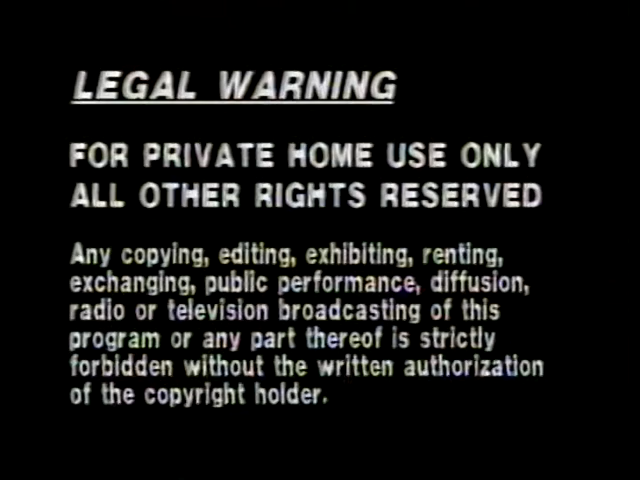 LEGAL WARNING
FOR PRIVATE HOME USE ONLY
ALL OTHER RIGHTS RESERVED
Any copying, editing, exhibiting, renting,
exchanging, public performance, diffusion,
radio or television broadcasting of this
program or any part thereof is strictly
forbidden without the written authorization
of the copyright holder.